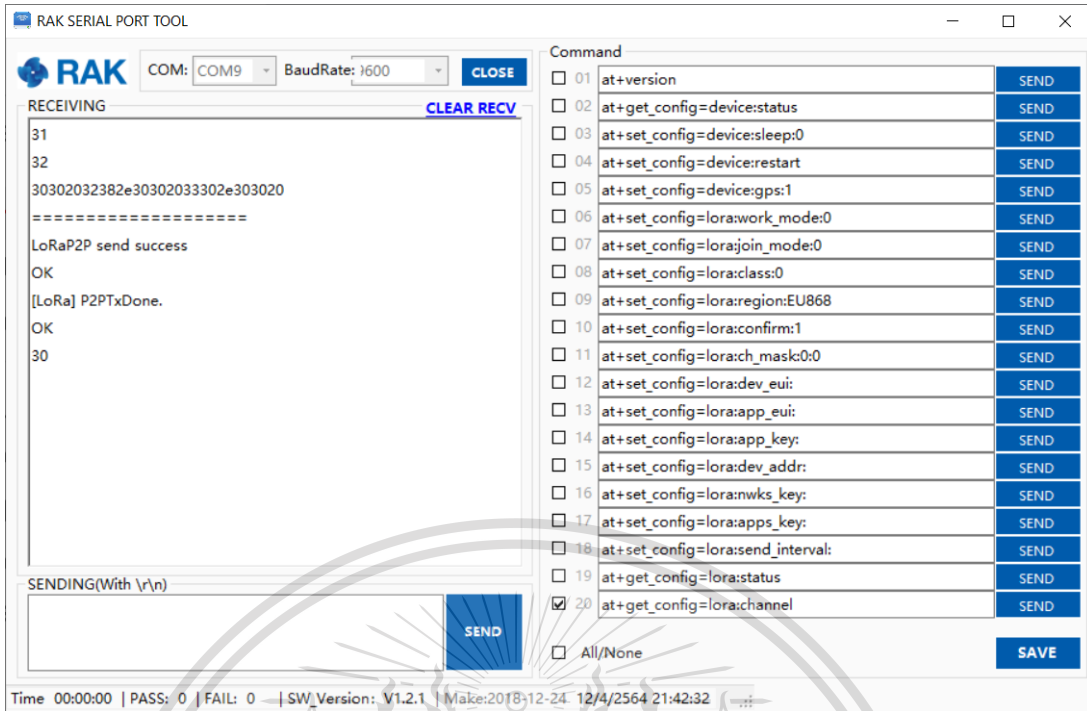 RAK SERIAL PORT TOOL
RAK COM: COM9 BaudRate: 9600 CLOSE
RECEIVING CLEAR RECV
31
32
30302032382e30302033302e303020
====================
LoRaP2P send success
OK
[LoRa] P2PTxDone.
OK
30
SENDING(With \r\n)
SEND
Command
01 at+version SEND
02 at+get_config=device:status SEND
03 at+set_config=device:sleep:0 SEND
04 at+set_config=device:restart SEND
05 at+set_config=device:gps:1 SEND
06 at+set_config=lora:work_mode:0 SEND
07 at+set_config=lora:join_mode:0 SEND
08 at+set_config=lora:class:0 SEND
09 at+set_config=lora:region:EU868 SEND
10 at+set_config=lora:confirm:1 SEND
11 at+set_config=lora:ch_mask:0:0 SEND
12 at+set_config=lora:dev_eui: SEND
13 at+set_config=lora:app_eui: SEND
14 at+set_config=lora:app_key: SEND
15 at+set_config=lora:dev_addr: SEND
16 at+set_config=lora:nwks_key: SEND
17 at+set_config=lora:apps_key: SEND
18 at+set_config=lora:send_interval: SEND
19 at+get_config=lora:status SEND
20 at+get_config=lora:channel SEND
All/None SAVE
Time 00:00:00 | PASS: 0 | FAIL: 0 | SW_Version: V1.2.1 | Make:2018-12-24 12/4/2564 21:42:32